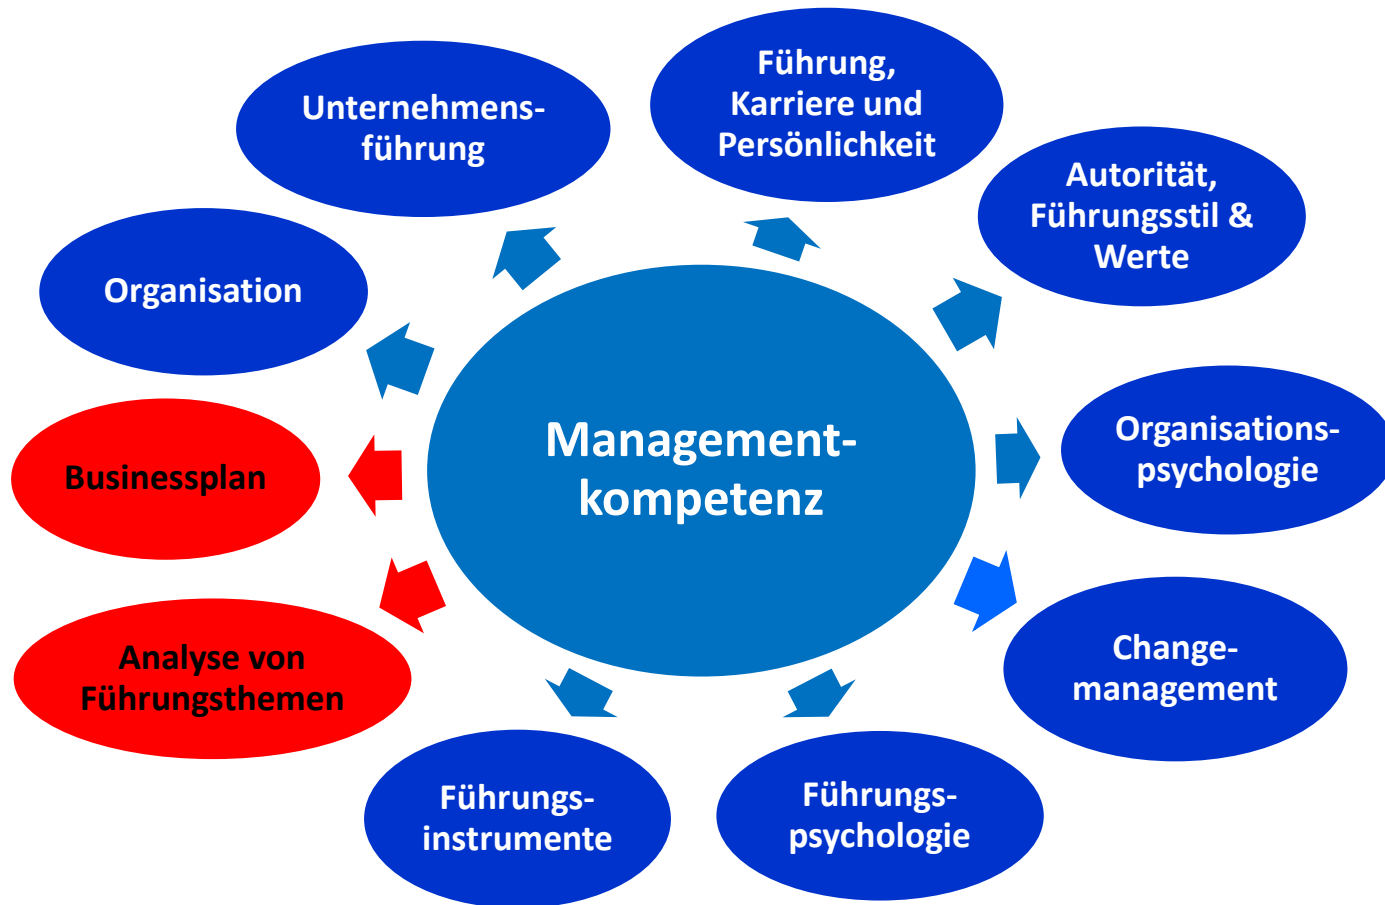 Führung,
Karriere und
Persönlichkeit
Unternehmens-
führung
Autorität,
Führungsstil &
Werte
Organisation
Organisations-
psychologie
Management-
kompetenz
Businessplan
Analyse von
Führungsthemen
Change-
management
Führungs-
instrumente
Führungs-
psychologie